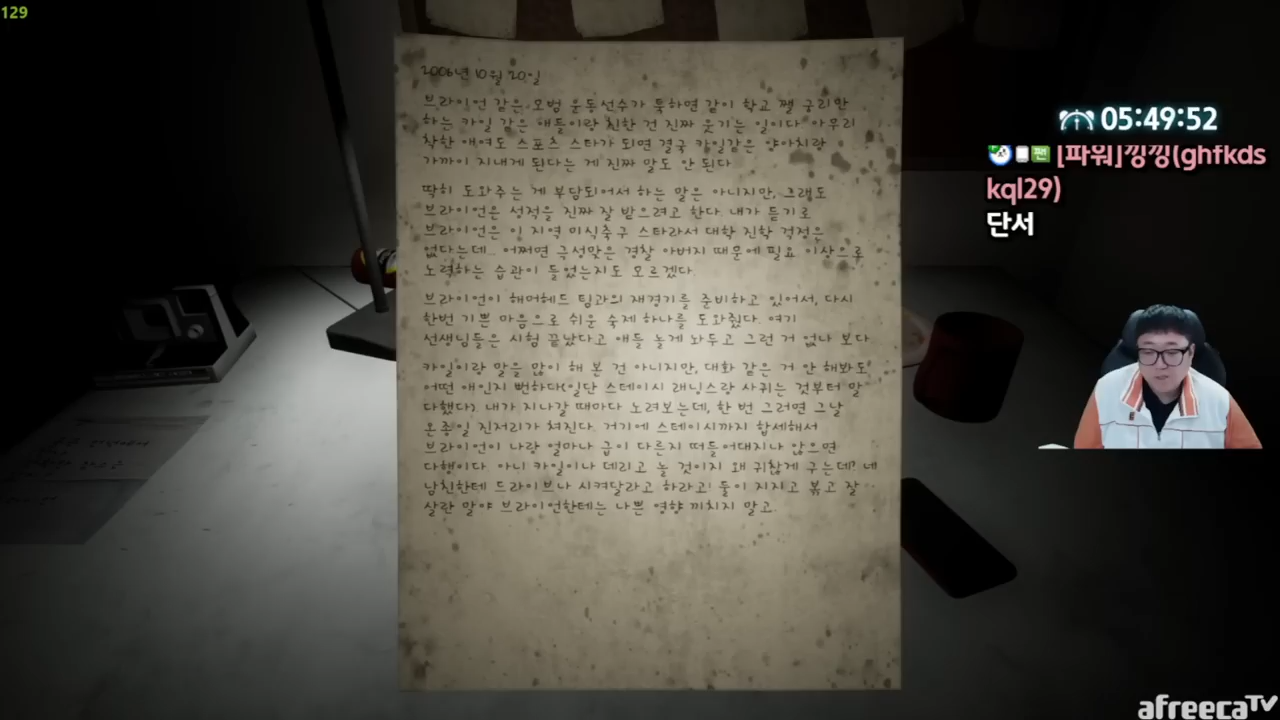 129
2006년 10월 20일
브라이언 같은 모범 운동선수가 툭하면 같이 학교 쨀 궁리만
하는 카일 같은 애들이랑 친한 건 진짜 웃기는 일이다. 아무리
착한 애여도 스포츠 스타가 되면 결국 카일같은 양아치랑
가까이 지내게 된다는 게 진짜 말도 안 된다.
딱히 도와주는 게 부담되어서 하는 말은 아니지만, 그래도
브라이언은 성적을 진짜 잘 받으려고 한다. 내가 듣기로
브라이언은 이 지역 미식축구 스타라서 대학 진학 걱정은
없다는데... 어쩌면 극성맞은 경찰 아버지 때문에 필요 이상으로
노력하는 습관이 들었는지도 모르겠다.
브라이언이 해머헤드 팀과의 재경기를 준비하고 있어서, 다시
한번 기쁜 마음으로 쉬운 숙제 하나를 도와줬다. 여기
선생님들은 시험 끝났다고 애들 놀게 놔두고 그런 거 없나 보다.
카일이랑 말을 많이 해 본 건 아니지만, 대화 같은 거 안 해봐도
어떤 애인지 뻔하다(일단 스테이시 래닝스랑 사귀는 것부터 말
다했다). 내가 지나갈 때마다 노려보는데, 한 번 그러면 그날
온종일 진저리가 쳐진다. 거기에 스테이시까지 합세해서
브라이언이 나랑 얼마나 급이 다른지 떠들어대지나 않으면
다행이다. 아니 카일이나 데리고 놀 것이지 왜 귀찮게 구는데? 네
남친한테 드라이브나 시켜달라고 하라고! 둘이 지지고 볶고 잘
살란 말야 브라이언한테는 나쁜 영향 끼치지 말고.
05:49:52
팬 [파워]낑낑(ghfkds
kql29)
단서
afreecaTV